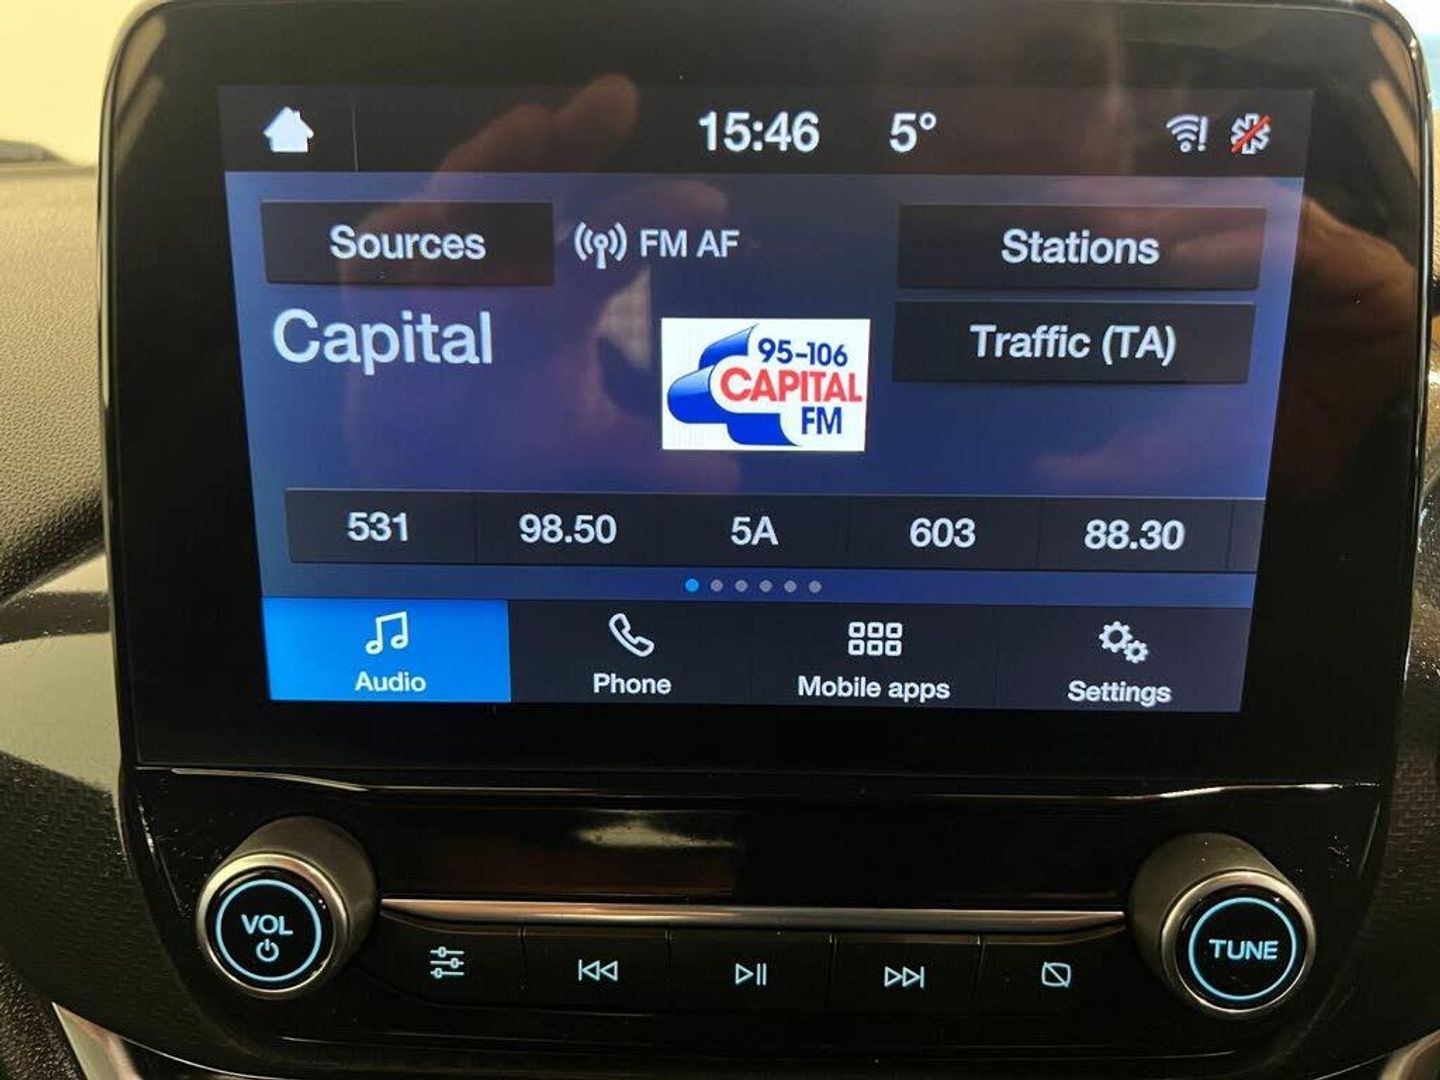 15:46 5°
Sources FM AF Stations
Capital
Traffic (TA)
95-106
CAPITAL
FM
531 98.50 5A 603 88.30
Audio Phone Mobile apps Settings
VOL
TUNE